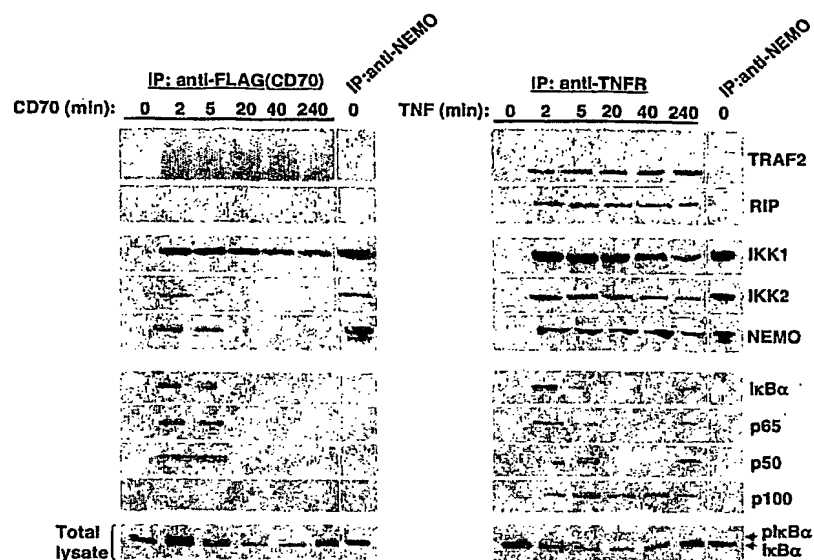 IP: anti-FLAG(CD70)
IP:anti-NEMO
CD70 (min): 0 2 5 20 40 240 0
IP: anti-TNFR
IP:anti-NEMO
TNF (min): 0 2 5 20 40 240 0
TRAF2
RIP
IKK1
IKK2
NEMO
IκBα
p65
p50
p100
Total
lysate
pIκBα
IκBα